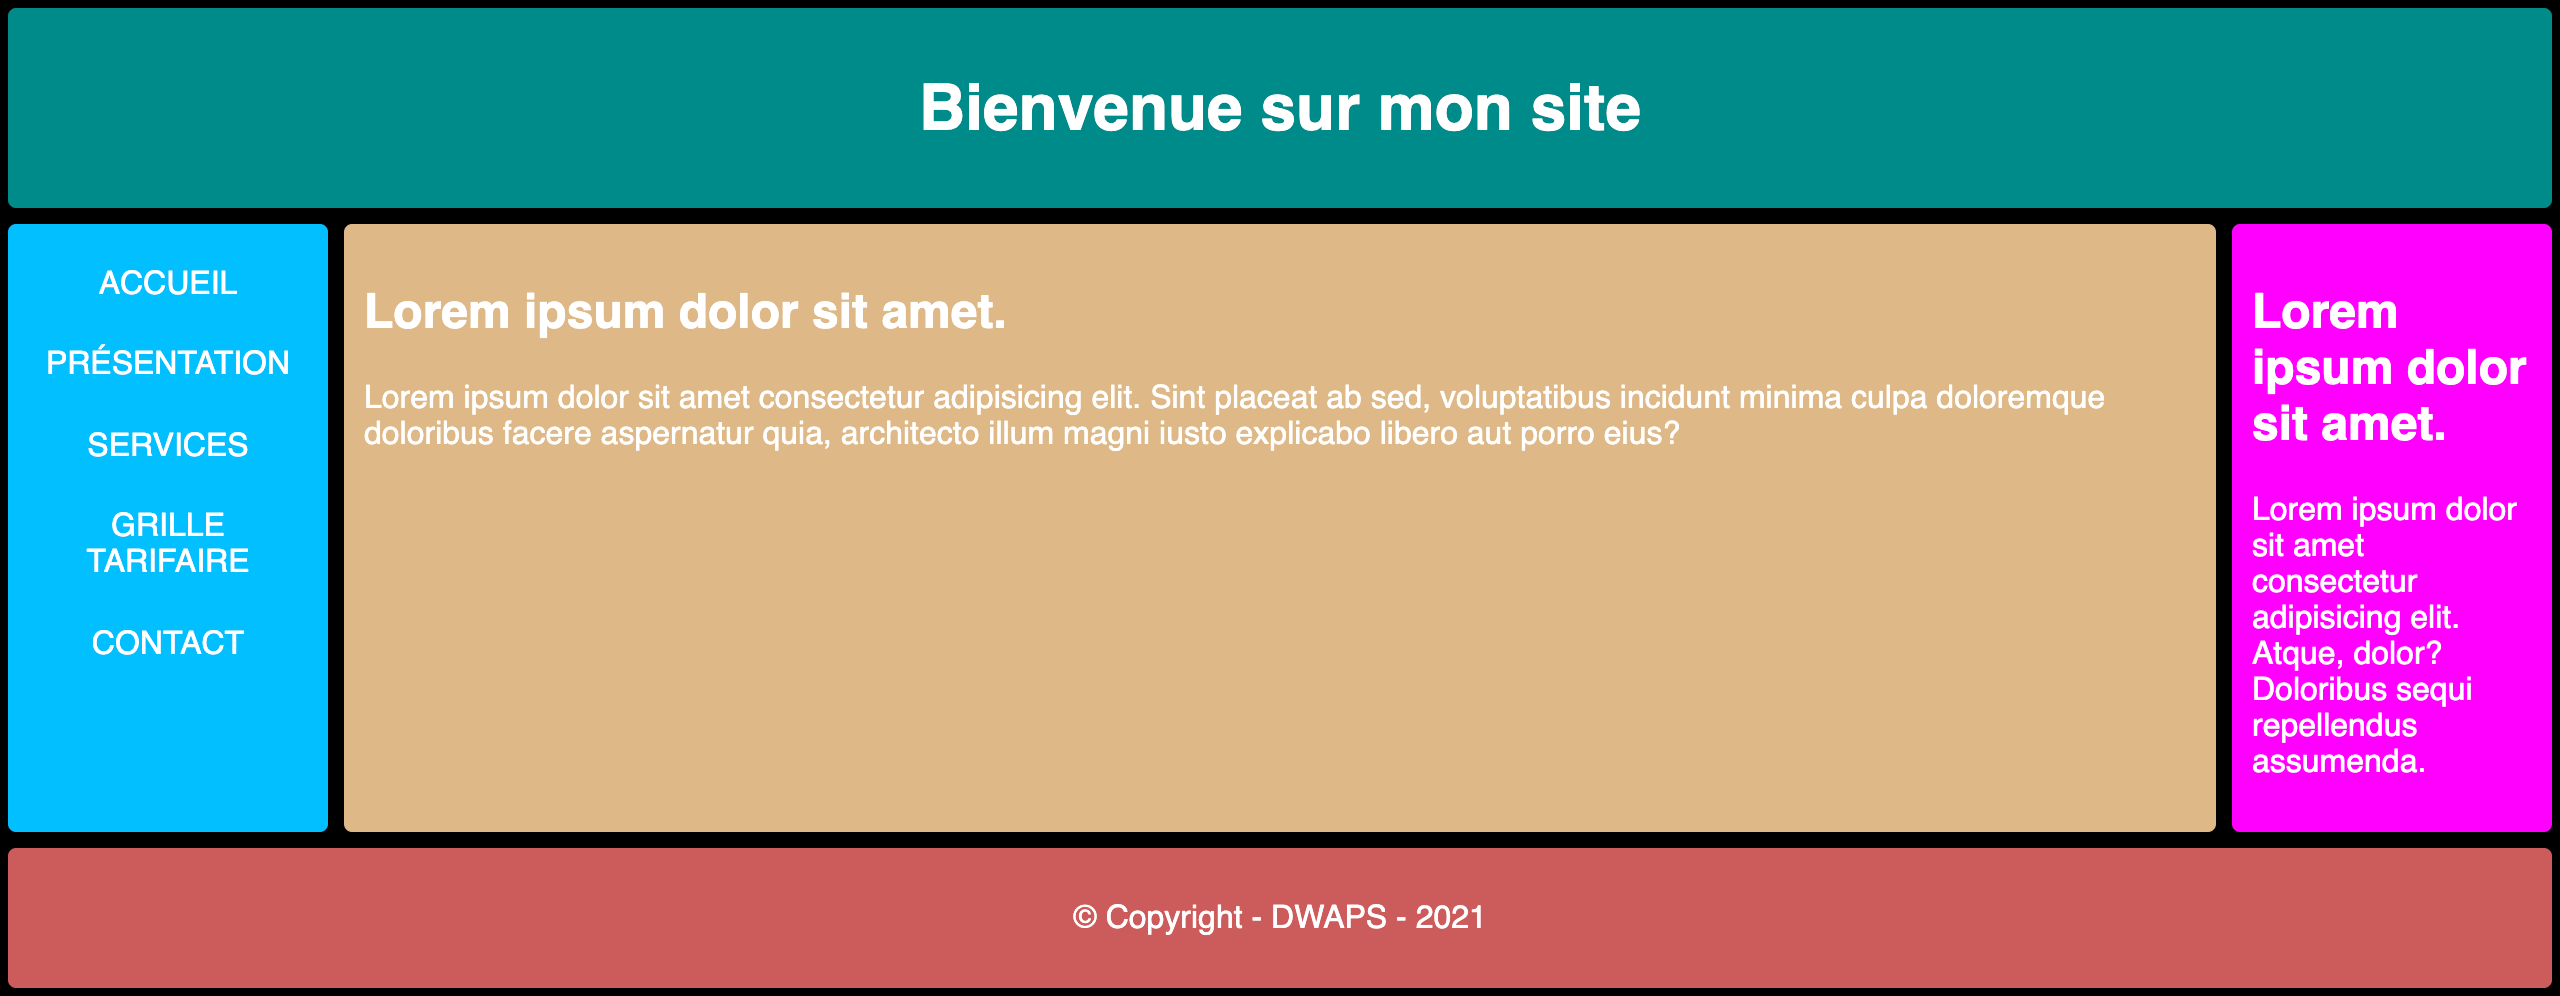 Bienvenue sur mon site
ACCUEIL
PRÉSENTATION
SERVICES
GRILLE
TARIFAIRE
CONTACT
Lorem ipsum dolor sit amet.
Lorem ipsum dolor sit amet consectetur adipisicing elit. Sint placeat ab sed, voluptatibus incidunt minima culpa doloremque
doloribus facere aspernatur quia, architecto illum magni iusto explicabo libero aut porro eius?
Lorem
ipsum dolor
sit amet.
Lorem ipsum dolor
sit amet
consectetur
adipisicing elit.
Atque, dolor?
Doloribus sequi
repellendus
assumenda.
© Copyright - DWAPS - 2021